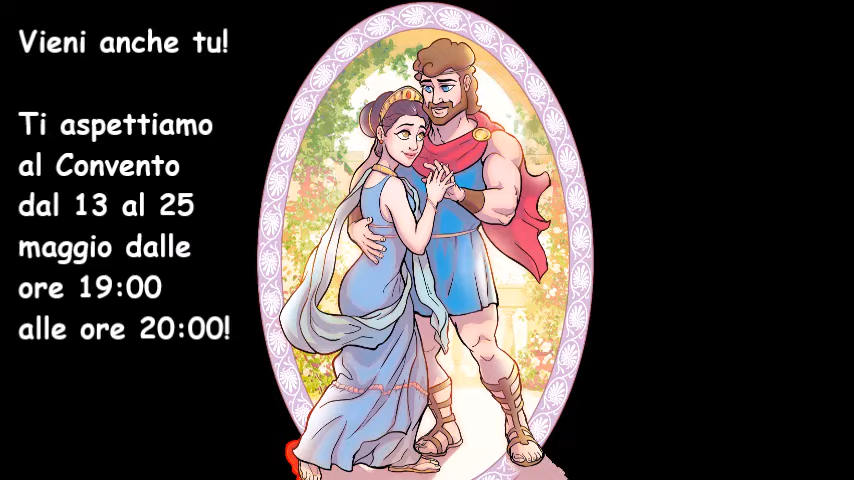 Vieni anche tu!
Ti aspettiamo
al Convento
dal 13 al 25
maggio dalle
ore 19:00
alle ore 20:00!